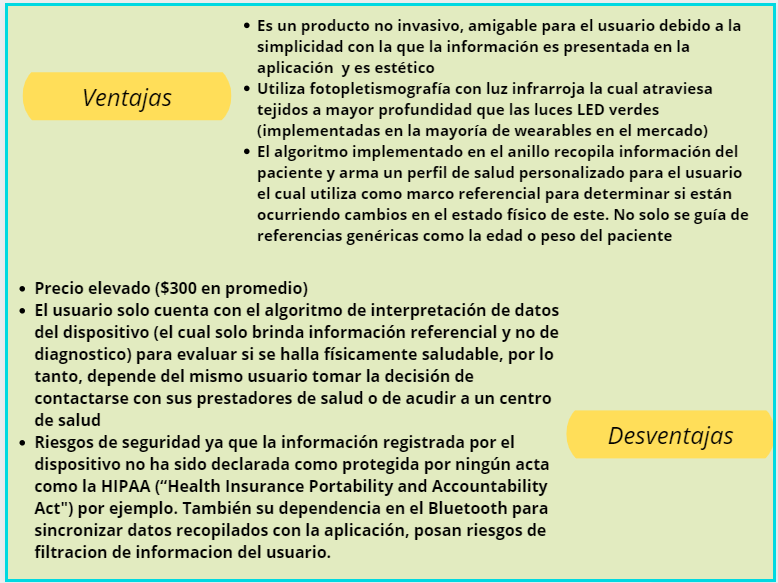 Ventajas
• Es un producto no invasivo, amigable para el usuario debido a la
simplicidad con la que la información es presentada en la
aplicación y es estético
• Utiliza fotopletismografía con luz infrarroja la cual atraviesa
tejidos a mayor profundidad que las luces LED verdes
(implementadas en la mayoría de wearables en el mercado)
• El algoritmo implementado en el anillo recopila información del
paciente y arma un perfil de salud personalizado para el usuario
el cual utiliza como marco referencial para determinar si están
ocurriendo cambios en el estado físico de este. No solo se guía de
referencias genéricas como la edad o peso del paciente
Desventajas
• Precio elevado ($300 en promedio)
• El usuario solo cuenta con el algoritmo de interpretación de datos
del dispositivo (el cual solo brinda información referencial y no de
diagnostico) para evaluar si se halla físicamente saludable, por lo
tanto, depende del mismo usuario tomar la decisión de
contactarse con sus prestadores de salud o de acudir a un centro
de salud
• Riesgos de seguridad ya que la información registrada por el
dispositivo no ha sido declarada como protegida por ningún acta
como la HIPAA (“Health Insurance Portability and Accountability
Act") por ejemplo. También su dependencia en el Bluetooth para
sincronizar datos recopilados con la aplicación, posan riesgos de
filtracion de informacion del usuario.